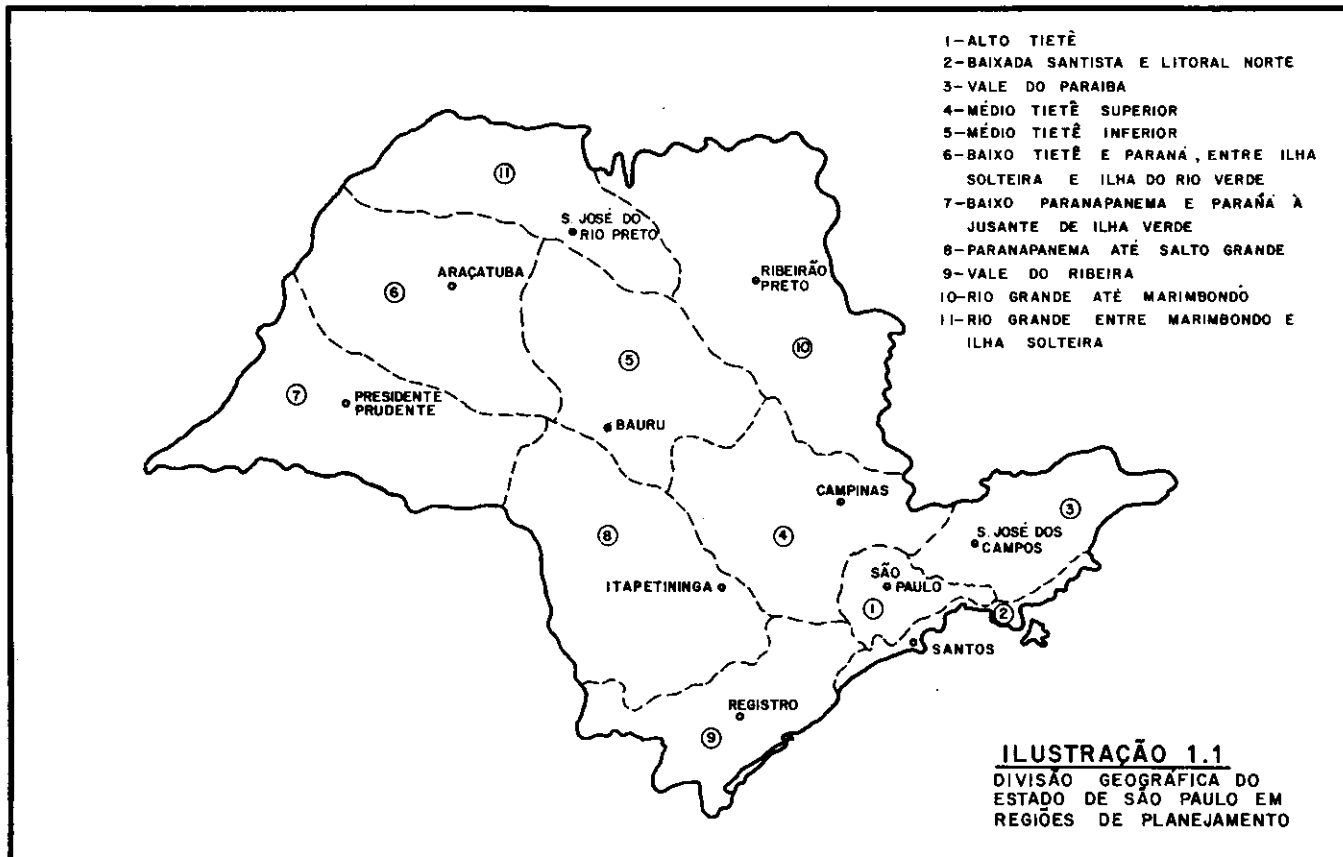 1-ALTO TIETÊ
2-BAIXADA SANTISTA E LITORAL NORTE
3-VALE DO PARAIBA
4-MÉDIO TIETÊ SUPERIOR
5-MÉDIO TIETÊ INFERIOR
6-BAIXO TIETÊ E PARANÁ, ENTRE ILHA
SOLTEIRA E ILHA DO RIO VERDE
7-BAIXO PARANAPANEMA E PARANÁ À
JUSANTE DE ILHA VERDE
8-PARANAPANEMA ATÉ SALTO GRANDE
9-VALE DO RIBEIRA
10-RIO GRANDE ATÉ MARIMBONDO
11-RIO GRANDE ENTRE MARIMBONDO E
ILHA SOLTEIRA
11
S. JOSÉ DO
RIO PRETO
ARAÇATUBA
6
RIBEIRÃO
PRETO
5
10
7
PRESIDENTE
PRUDENTE
BAURU
CAMPINAS
3
8
4
S. JOSÉ DOS
CAMPOS
ITAPETININGA
SÃO
PAULO
1
2
SANTOS
REGISTRO
9
ILUSTRAÇÃO 1.1
DIVISÃO GEOGRÁFICA DO
ESTADO DE SÃO PAULO EM
REGIÕES DE PLANEJAMENTO